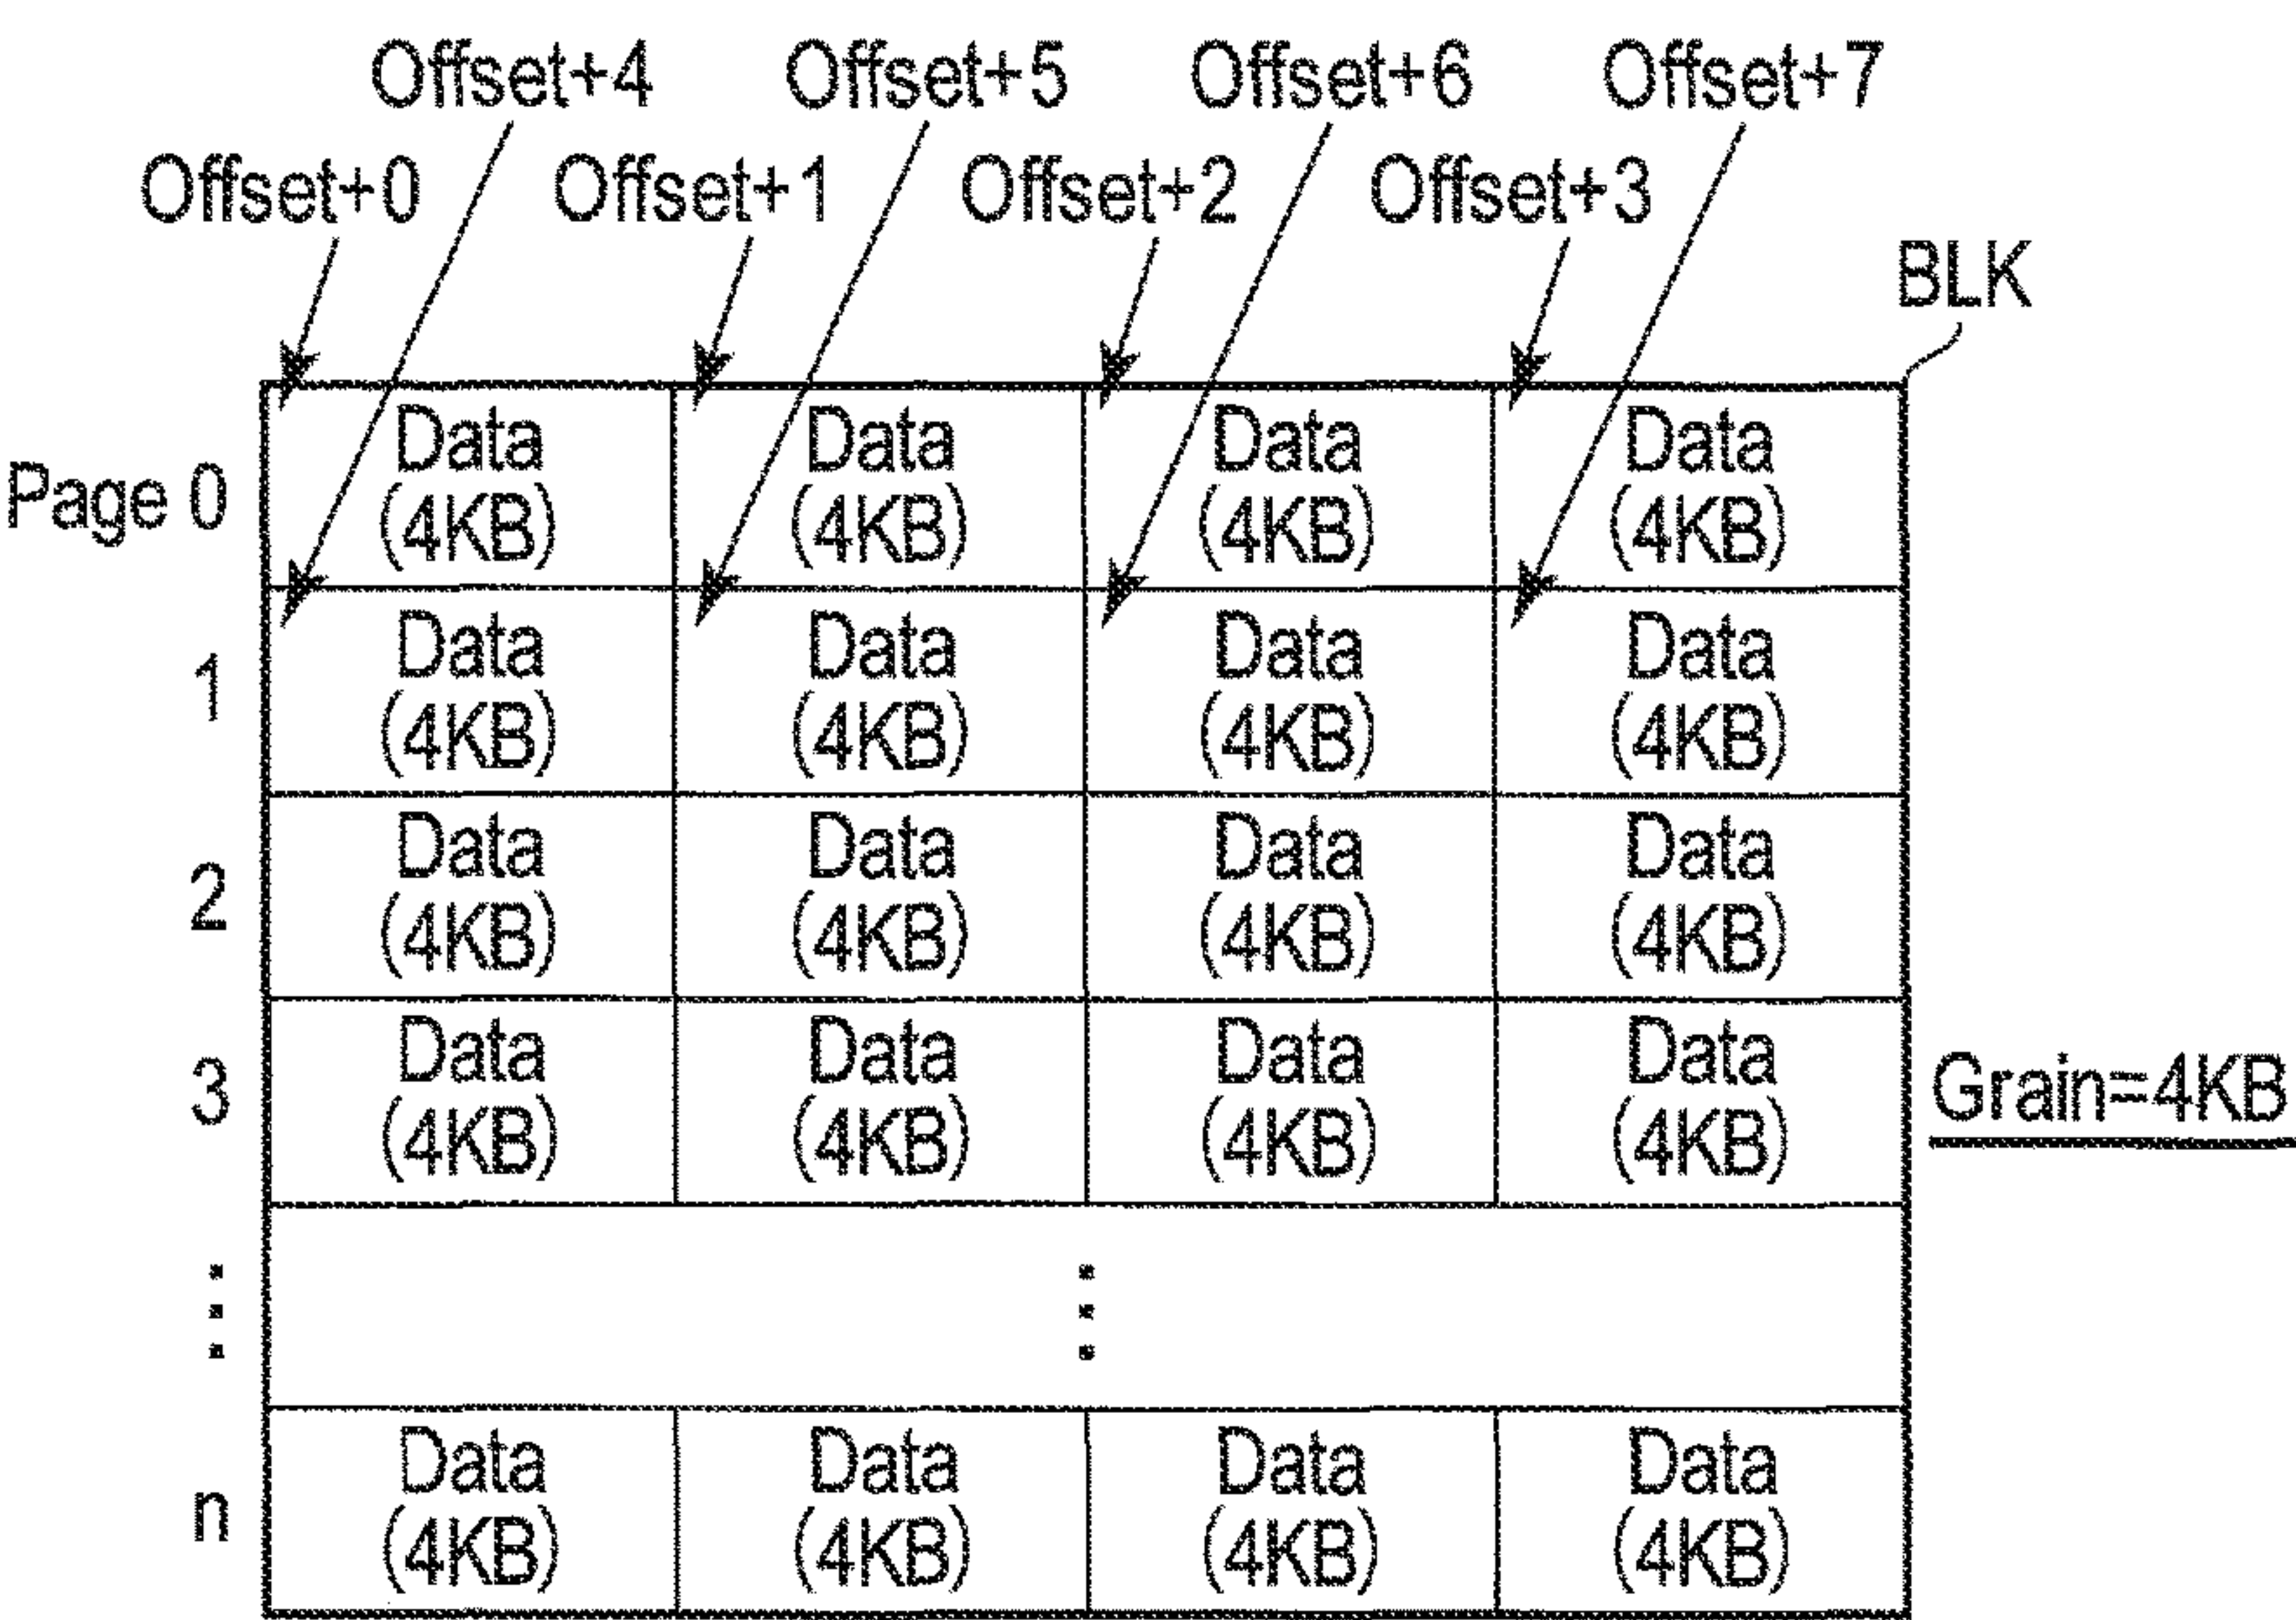 Offset+4 Offset+5 Offset+6 Offset+7
Offset+0 Offset+1 Offset+2 Offset+3
BLK
Data Data Data Data
Page 0 (4KB) (4KB) (4KB) (4KB)
Data Data Data Data
1 (4KB) (4KB) (4KB) (4KB)
Data Data Data Data
2 (4KB) (4KB) (4KB) (4KB)
Data Data Data Data
3 (4KB) (4KB) (4KB) (4KB)
Grain=4KB
Data Data Data Data
n (4KB) (4KB) (4KB) (4KB)